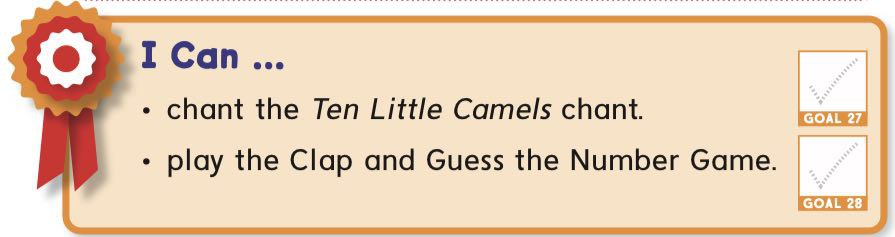 I Can ...
• chant the Ten Little Camels chant.
GOAL 27
• play the Clap and Guess the Number Game.
GOAL 28